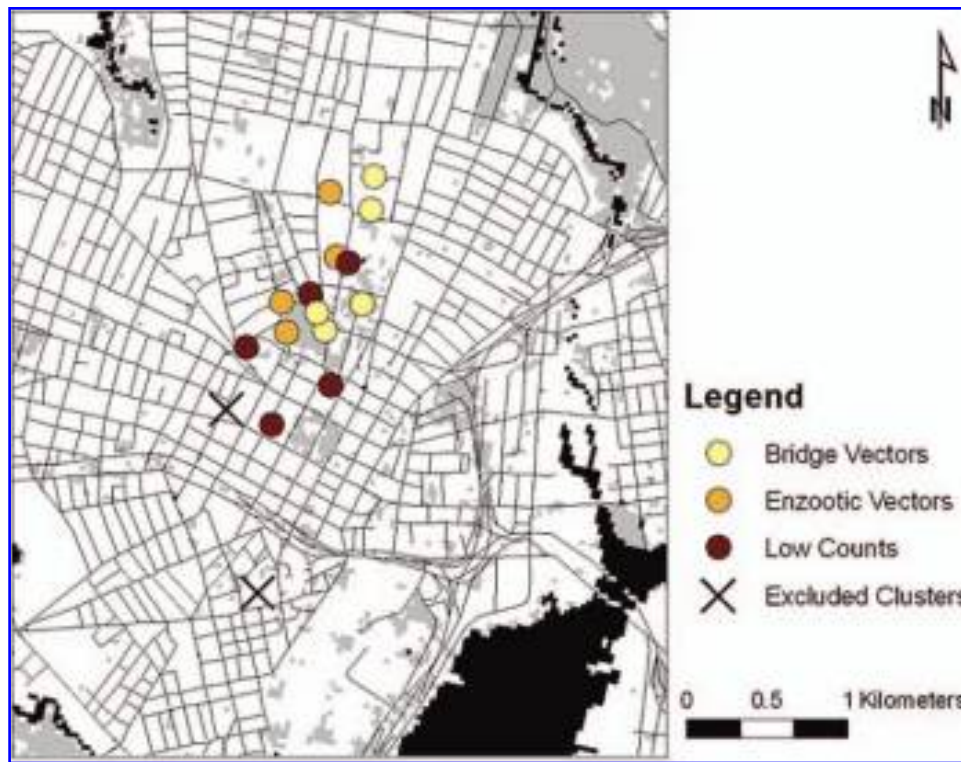 N
Legend
Bridge Vectors
Enzootic Vectors
Low Counts
Excluded Clusters
0 0.5 1 Kilometers